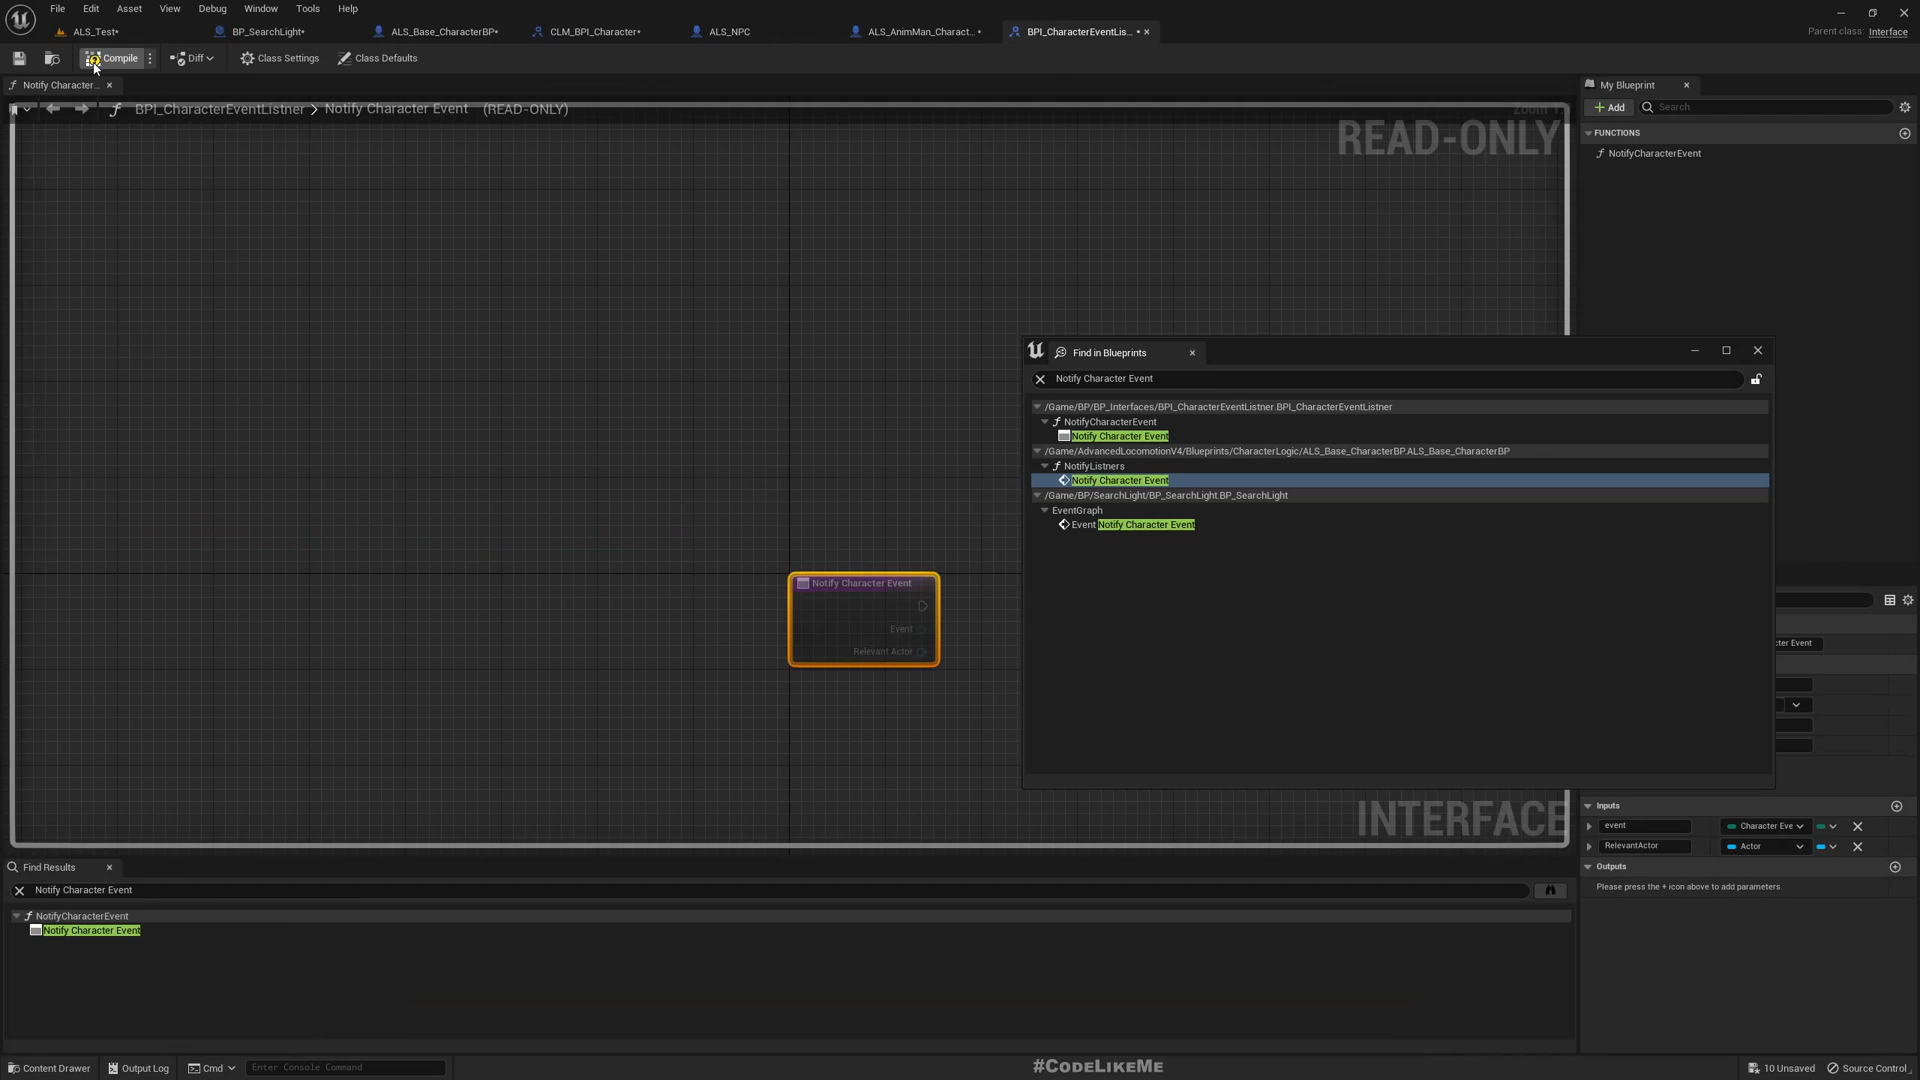 File Edit Asset View Debug Window Tools Help
ALS_Test* BP_SearchLight* ALS_Base_CharacterBP* CLM_BPI_Character* ALS_NPC ALS_AnimMan_Charact... * BPI_CharacterEventLis... *
Parent class: Interface
Compile Diff Class Settings Class Defaults
Notify Character...
BPI_CharacterEventListner > Notify Character Event (READ-ONLY)
READ-ONLY
My Blueprint
Add Search
FUNCTIONS
NotifyCharacterEvent
Notify Character Event
Event
Relevant Actor
INTERFACE
Find in Blueprints
Notify Character Event
/Game/BP/BP_Interfaces/BPI_CharacterEventListner.BPI_CharacterEventListner
NotifyCharacterEvent
Notify Character Event
/Game/AdvancedLocomotionV4/Blueprints/CharacterLogic/ALS_Base_CharacterBP.ALS_Base_CharacterBP
NotifyListners
Notify Character Event
/Game/BP/SearchLight/BP_SearchLight.BP_SearchLight
EventGraph
Event Notify Character Event
cter Event
Inputs
event Character Eve
RelevantActor Actor
Outputs
Please press the + icon above to add parameters
Find Results
Notify Character Event
NotifyCharacterEvent
Notify Character Event
Content Drawer Output Log Cmd Enter Console Command
#CodeLikeMe
10 Unsaved Source Control